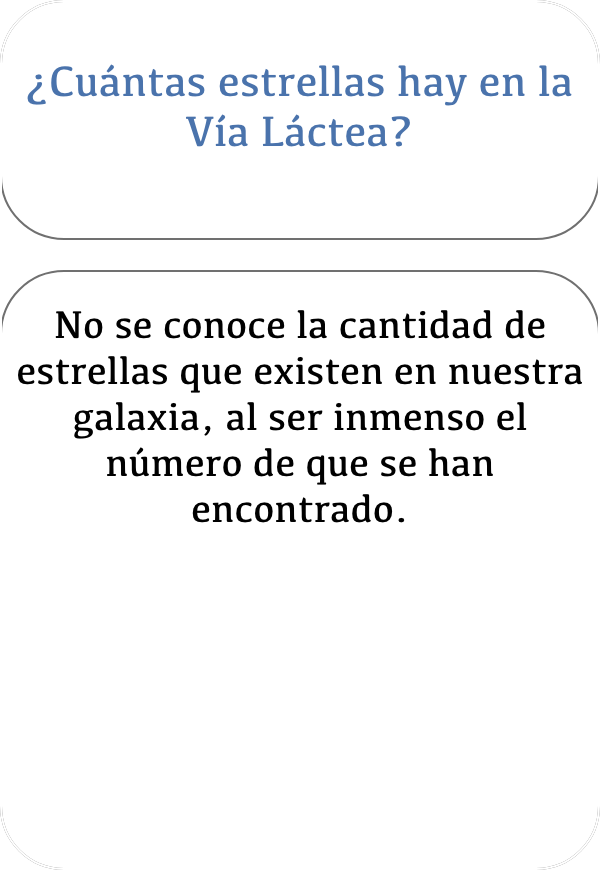 ¿Cuántas estrellas hay en la
Vía Láctea?
No se conoce la cantidad de
estrellas que existen en nuestra
galaxia, al ser inmenso el
número de que se han
encontrado.